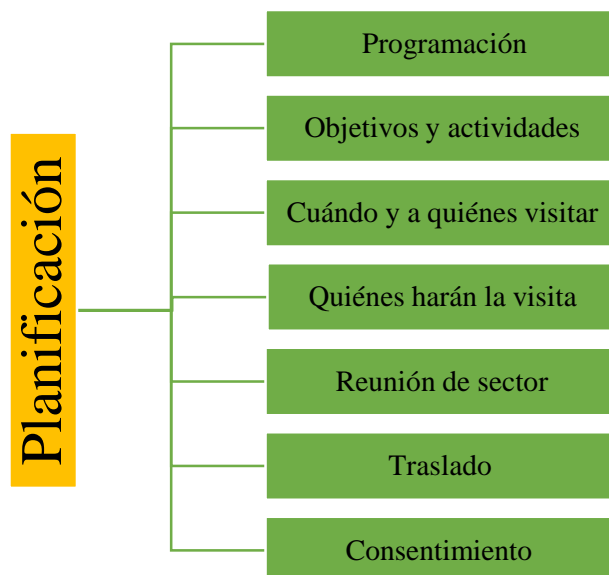 Planificación
Programación
Objetivos y actividades
Cuándo y a quiénes visitar
Quiénes harán la visita
Reunión de sector
Traslado
Consentimiento